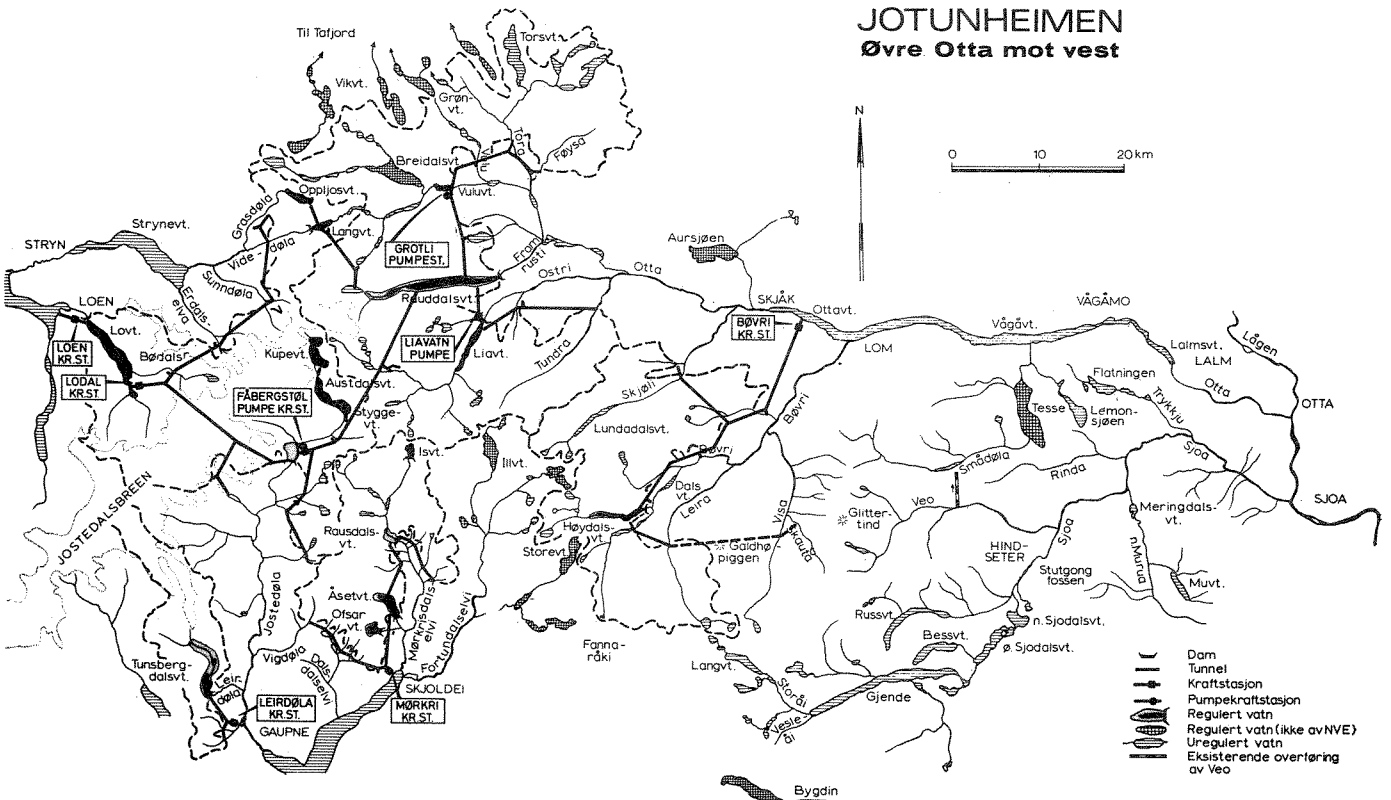 JOTUNHEIMEN
Øvre Otta mot vest
N
0 10 20 km
Til Tafjord
Torsvt.
Vikvt.
Grøn-
vt.
Tora
Føysa
Breidalsvt.
Vulu
Oppljosvt.
Vuluvt.
Grasdøla
Langvt.
Strynevt.
STRYN
Vide-døla
GROTLI
PUMPEST.
Framrusti
Aursjøen
Sunndøla
Erdals
elva
Ostri
Otta
Rauddalsvt.
LOEN
Lovt.
SKJÅK
Ottavt.
VÅGÅMO
BØVRI
KR.ST.
Vågåvt.
Lågen
LOEN
KR.ST.
Bødalsr.
Kupevt.
LIAVATN
PUMPE
Liavt.
Tundra
LOM
Lalmsvt.
LALM
LODAL
KR.ST.
Flatningen
Otta
FÅBERGSTØL
PUMPE KR.ST.
Austdalsvt.
Skjøli
Tesse
Lemon-
sjøen
Trykkju
OTTA
Stygge-
vt.
Bøvri
Lundadalsvt.
Sjoa
Isvt.
Illvt.
Bøvri
Smådøla
Rinda
Dals
vt.
Leira
Visa
Veo
SJOA
JOSTEDALSBREEN
Glitter-
tind
Meringdals-
vt.
Rausdals-
vt.
Høydals-
vt.
Storevt.
Skauta
Galdhø-
piggen
HIND-
SETER
Sjoa
n.Murua
Stutgong
fossen
Muvt.
Jostedøla
Åsetvt.
Ofsar
vt.
Mørkrisdals-
elvi
Fortundalselvi
Russvt.
n. Sjodalsvt.
Bessvt.
ø. Sjodalsvt.
Fanna-
råki
Vigdøla
Dals-
dalselvi
Langvt.
Tunsberg-
dalsvt.
Leir-
døla
SKJOLDEN
Storåi
Gjende
Vesle-
åi
LEIRDØLA
KR.ST.
MØRKRI
KR.ST.
GAUPNE
Bygdin
Dam
Tunnel
Kraftstasjon
Pumpekraftstasjon
Regulert vatn
Regulert vatn (ikke av NVE)
Uregulert vatn
Eksisterende overføring
av Veo